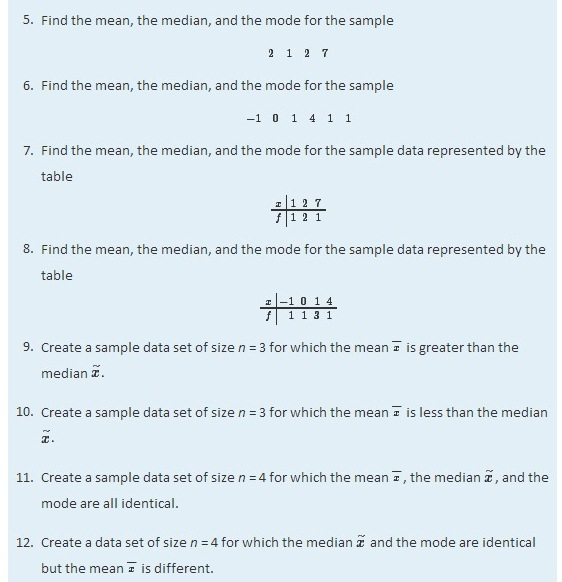 5. Find the mean, the median, and the mode for the sample
2 1 2 7
6. Find the mean, the median, and the mode for the sample
−1 0 1 4 1 1
7. Find the mean, the median, and the mode for the sample data represented by the
table
x 1 2 7
f 1 2 1
8. Find the mean, the median, and the mode for the sample data represented by the
table
x −1 0 1 4
f 1 1 3 1
9. Create a sample data set of size n = 3 for which the mean x̅ is greater than the
median x̃.
10. Create a sample data set of size n = 3 for which the mean x̅ is less than the median
x̃.
11. Create a sample data set of size n = 4 for which the mean x̅, the median x̃, and the
mode are all identical.
12. Create a data set of size n = 4 for which the median x̃ and the mode are identical
but the mean x̅ is different.